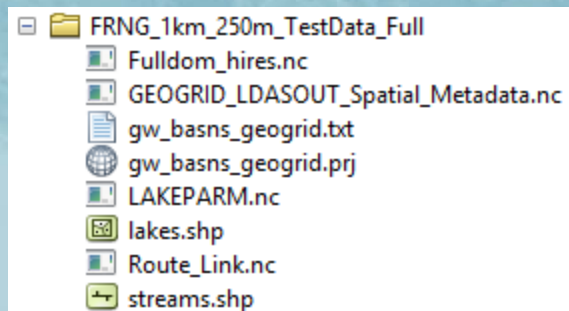 FRNG_1km_250m_TestData_Full
Fulldom_hires.nc
GEOGRID_LDASOUT_Spatial_Metadata.nc
gw_basns_geogrid.txt
gw_basns_geogrid.prj
LAKEPARM.nc
lakes.shp
Route_Link.nc
streams.shp